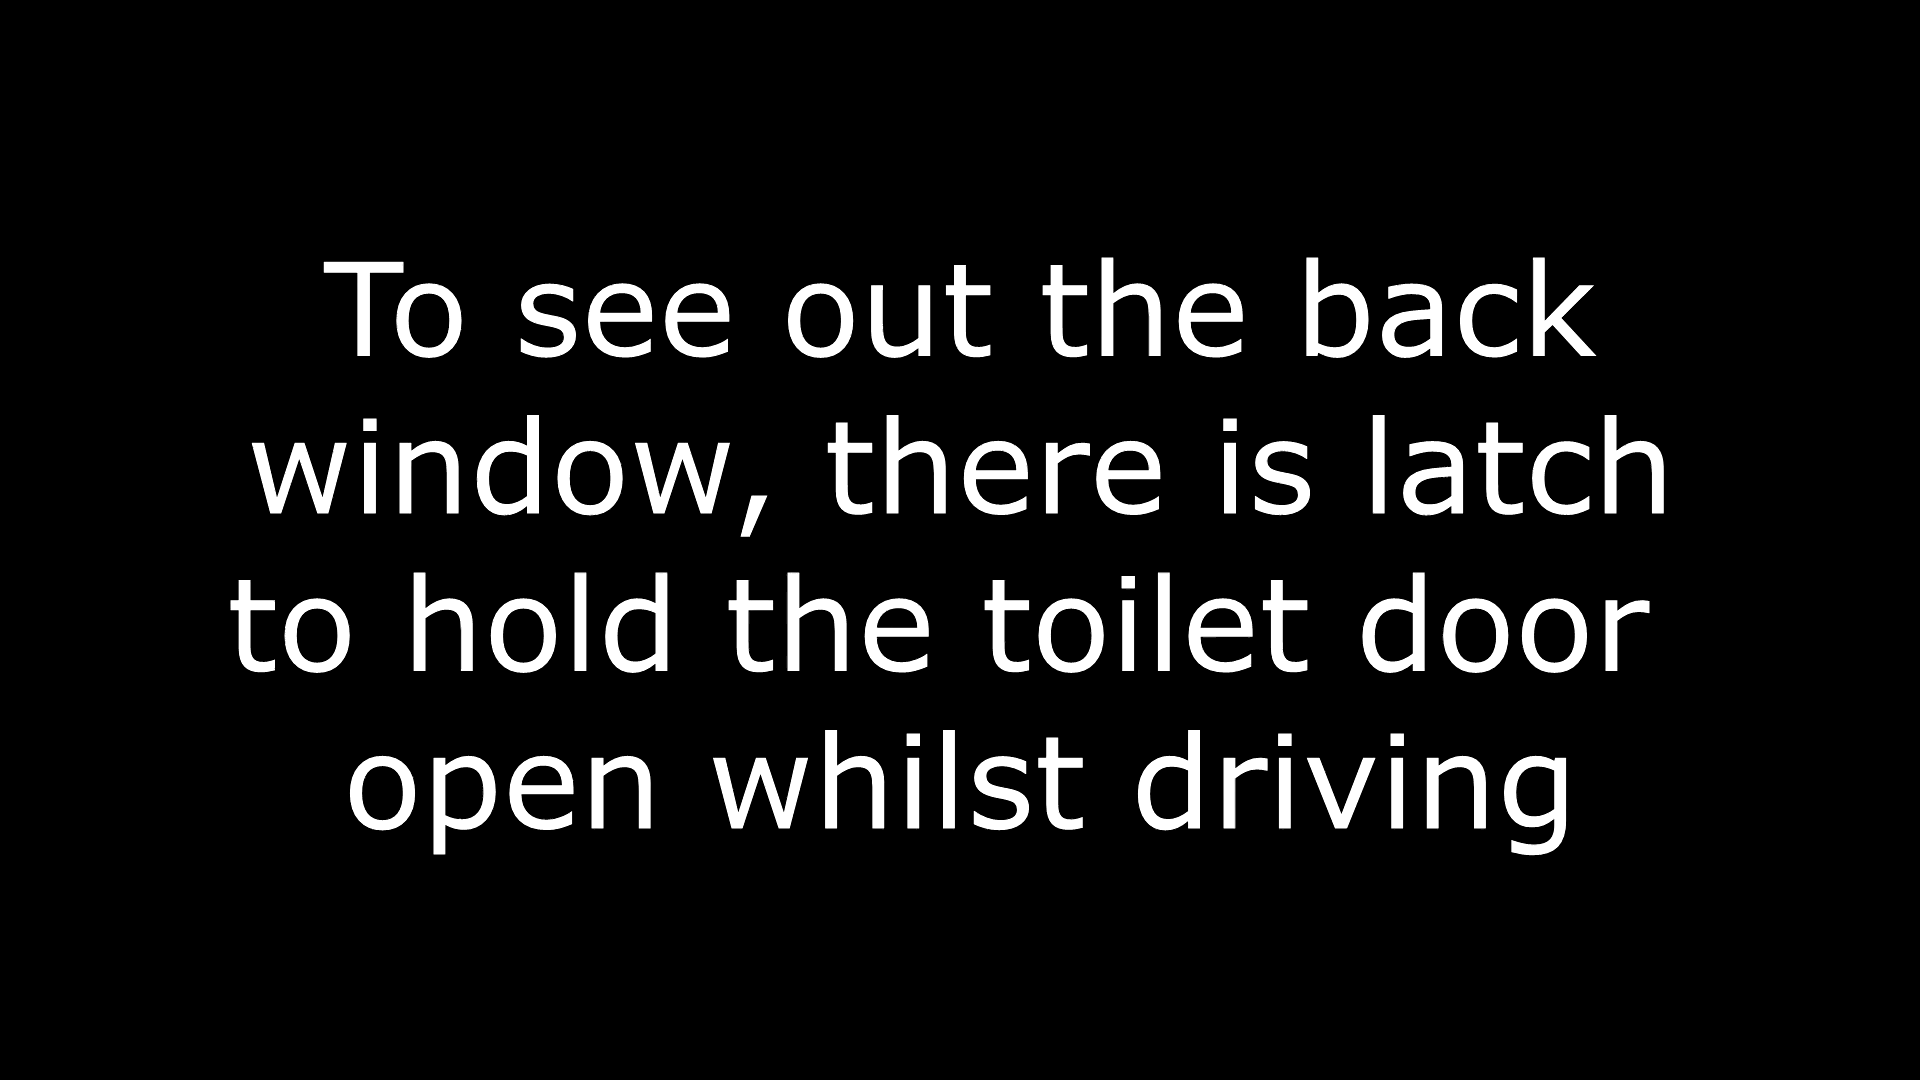 To see out the back
window, there is latch
to hold the toilet door
open whilst driving